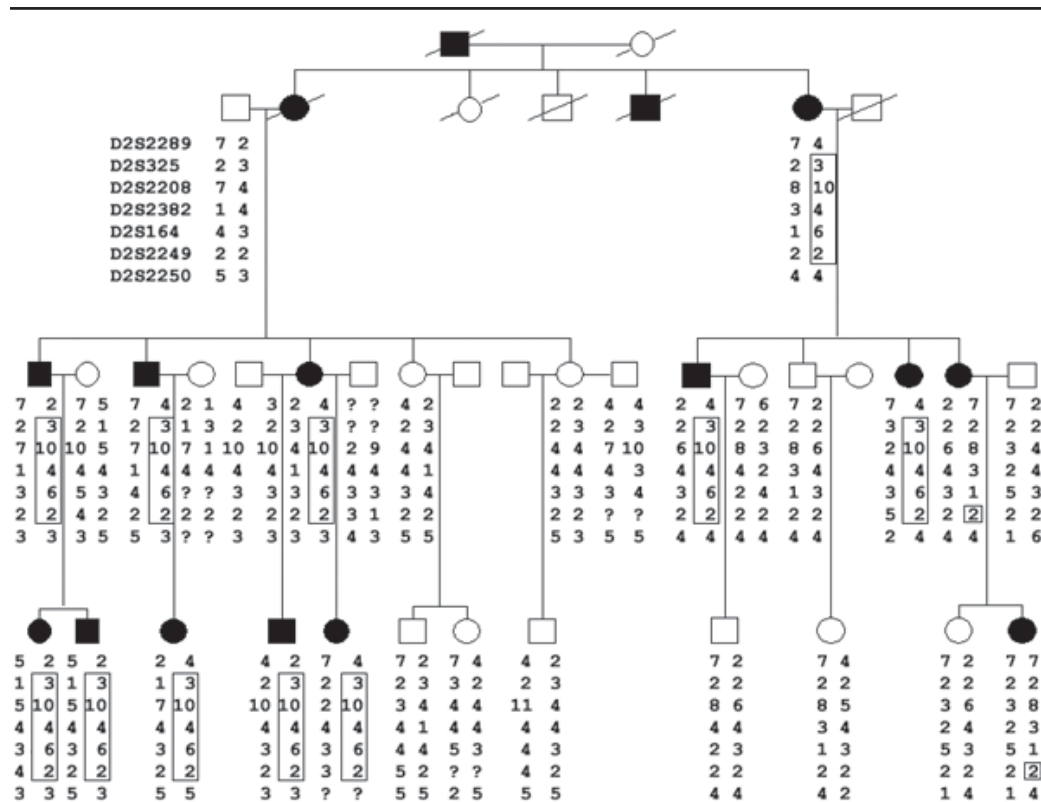 D2S2289 7 2 7 4
D2S325 2 3 2 3
D2S2208 7 4 8 10
D2S2382 1 4 3 4
D2S164 4 3 1 6
D2S2249 2 2 2 2
D2S2250 5 3 4 4
7 2 7 5 7 4 2 1 4 3 2 4 ? ? 4 2 2 2 4 4 2 4 7 6 7 2 7 4 2 7 7 2
2 3 2 1 2 3 1 3 2 2 3 3 ? ? 2 3 2 3 2 3 2 3 2 2 2 2 3 3 2 2 2 2
7 10 10 5 7 10 7 1 10 10 4 10 2 9 4 4 4 4 7 10 6 10 8 3 8 6 2 10 6 8 3 4
1 4 4 4 1 4 4 4 4 4 1 4 4 4 4 1 4 4 4 3 4 4 4 2 3 4 4 4 4 3 2 4
3 6 5 3 4 6 ? ? 3 3 3 6 3 3 3 4 3 3 3 4 3 6 2 4 1 3 3 6 3 1 5 3
2 2 4 2 2 2 2 2 2 2 2 2 3 1 2 2 2 2 ? ? 2 2 2 2 2 2 5 2 2 2 2 2
3 3 3 5 5 3 ? ? 3 3 2 3 4 3 5 5 5 3 5 5 4 4 4 4 4 4 2 4 4 4 1 6
5 2 5 2 2 4 4 2 7 2 7 2 7 4 4 2 7 2 7 4 7 2 7 7
1 3 1 3 1 3 2 3 2 3 2 3 3 2 2 3 2 2 2 2 2 2 2 2
5 10 5 10 7 10 10 10 2 10 3 4 4 4 11 4 8 6 8 5 3 6 3 8
4 4 4 4 4 4 4 4 4 4 4 1 4 4 4 4 4 4 3 4 2 4 2 3
3 6 3 6 3 6 3 6 3 6 4 4 5 3 4 3 2 3 1 3 5 3 5 1
4 2 2 2 2 2 2 2 3 2 5 2 ? ? 4 2 2 2 2 2 2 2 2 2
3 3 5 3 5 5 3 3 ? ? 5 5 2 5 5 5 4 4 4 2 1 4 1 4